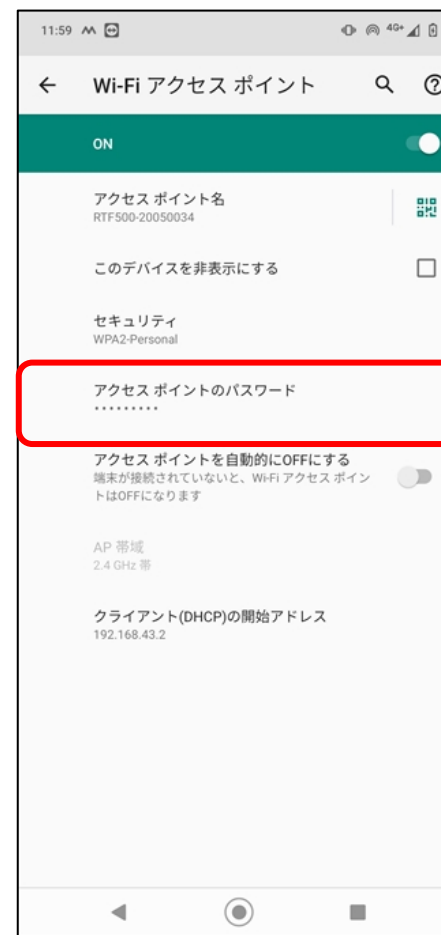 11:59
4G+
Wi-Fi アクセス ポイント
ON
アクセス ポイント名
RTF500-20050034
このデバイスを非表示にする
セキュリティ
WPA2-Personal
アクセス ポイントのパスワード
•••••••••
アクセス ポイントを自動的にOFFにする
端末が接続されていないと、Wi-Fi アクセス ポイン
トはOFFになります
AP 帯域
2.4 GHz 帯
クライアント(DHCP)の開始アドレス
192.168.43.2